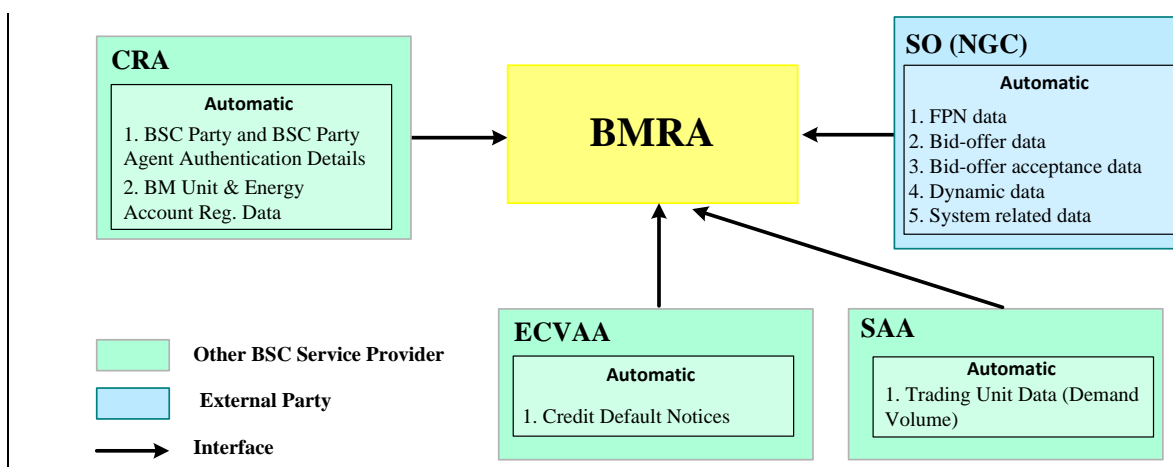 CRA
Automatic
1. BSC Party and BSC Party
Agent Authentication Details
2. BM Unit & Energy
Account Reg. Data
BMRA
SO (NGC)
Automatic
1. FPN data
2. Bid-offer data
3. Bid-offer acceptance data
4. Dynamic data
5. System related data
ECVAA
Automatic
1. Credit Default Notices
SAA
Automatic
1. Trading Unit Data (Demand
Volume)
Other BSC Service Provider
External Party
Interface